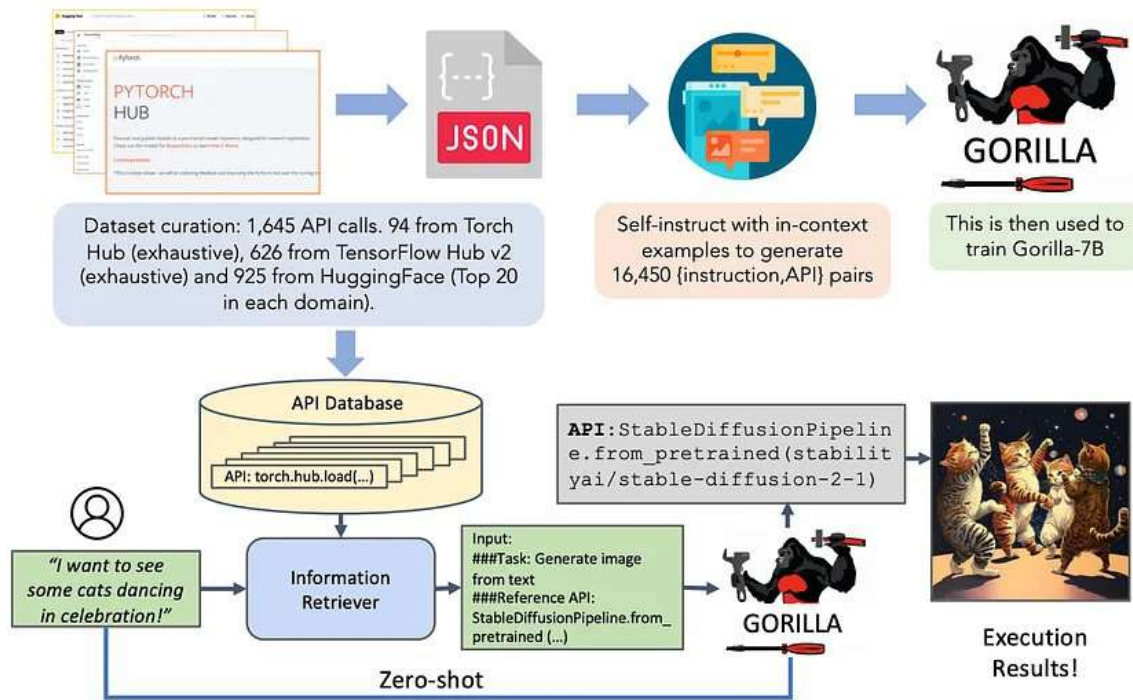 PYTORCH
HUB
{---}
JSON
GORILLA
Dataset curation: 1,645 API calls. 94 from Torch
Hub (exhaustive), 626 from TensorFlow Hub v2
(exhaustive) and 925 from HuggingFace (Top 20
in each domain).
Self-instruct with in-context
examples to generate
16,450 {instruction,API} pairs
This is then used to
train Gorilla-7B
API Database
API: torch.hub.load(...)
API:StableDiffusionPipelin
e.from_pretrained(stabilit
yai/stable-diffusion-2-1)
"I want to see
some cats dancing
in celebration!"
Information
Retriever
Input:
###Task: Generate image
from text
###Reference API:
StableDiffusionPipeline.from_
pretrained (...)
GORILLA
Execution
Results!
Zero-shot